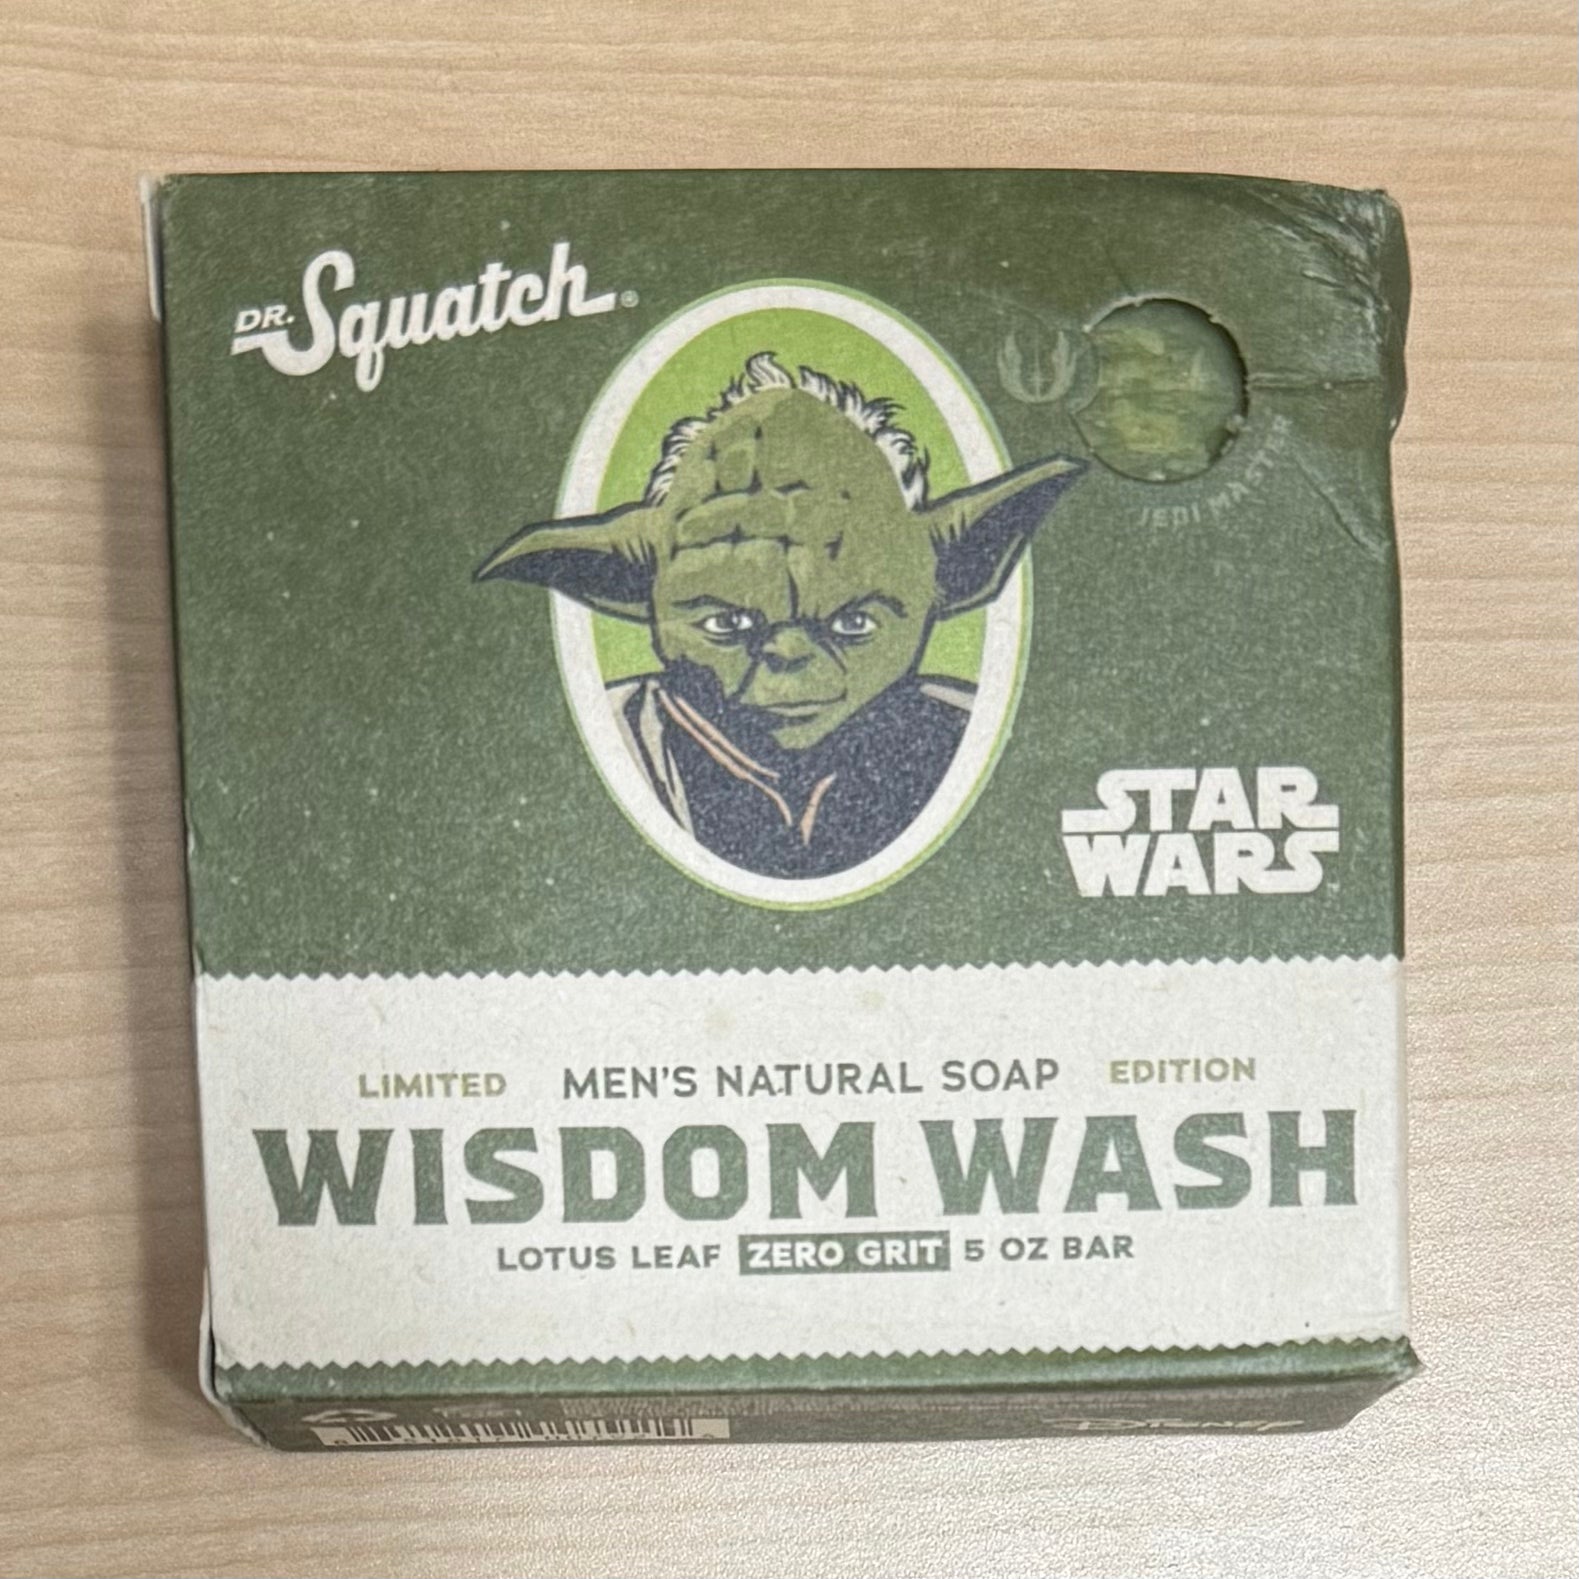 DR. Squatch®
JEDI MASTER
STAR
WARS
LIMITED MEN'S NATURAL SOAP EDITION
WISDOM WASH
LOTUS LEAF ZERO GRIT 5 OZ BAR
Disney